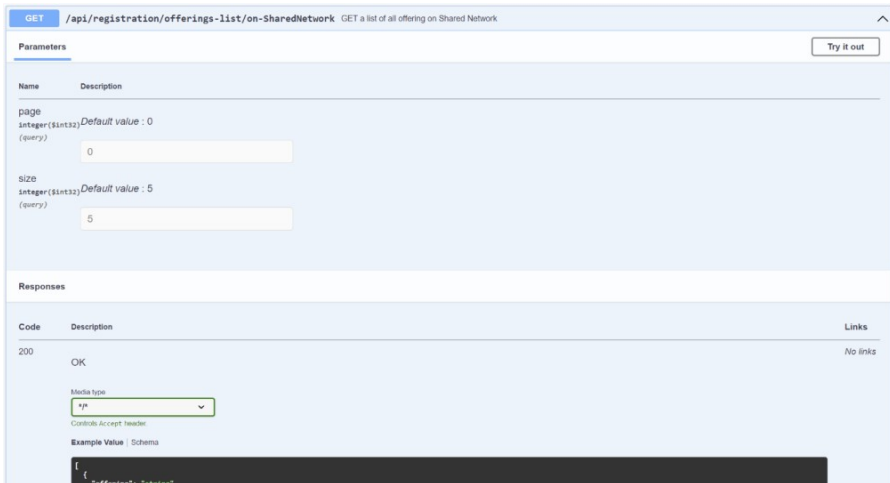 GET /api/registration/offerings-list/on-SharedNetwork GET a list of all offering on Shared Network
Parameters
Try it out
Name Description
page
integer($int32) Default value : 0
(query)
0
size
integer($int32) Default value : 5
(query)
5
Responses
Code Description Links
200 No links
OK
Media type
*/*
Controls Accept header.
Example Value | Schema
[
{
"offering": "string"